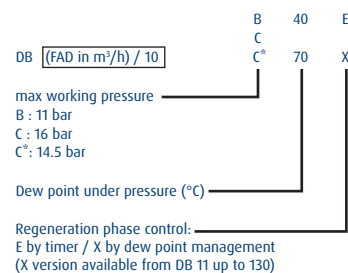 B 40 E
C
DB (FAD in m³/h) / 10 C* 70 X
max working pressure
B : 11 bar
C : 16 bar
C*: 14.5 bar
Dew point under pressure (°C)
Regeneration phase control:
E by timer / X by dew point management
(X version available from DB 11 up to 130)